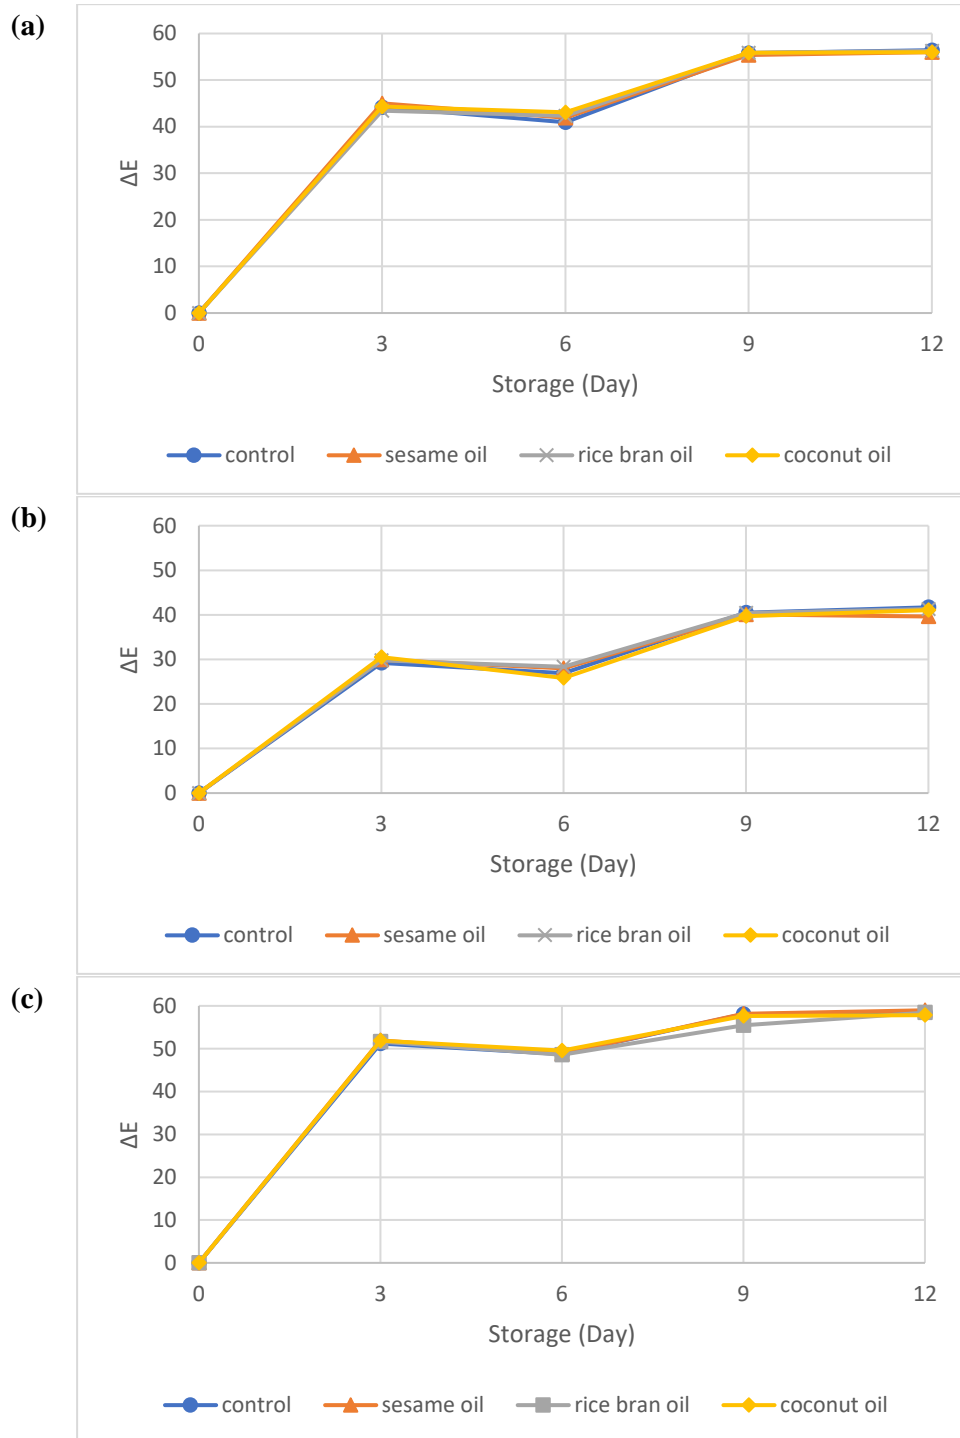 (a)
60
50
40
30
20
10
0
ΔE
0 3 6 9 12
Storage (Day)
control sesame oil rice bran oil coconut oil
(b)
60
50
40
30
20
10
0
ΔE
0 3 6 9 12
Storage (Day)
control sesame oil rice bran oil coconut oil
(c)
60
50
40
30
20
10
0
ΔE
0 3 6 9 12
Storage (Day)
control sesame oil rice bran oil coconut oil